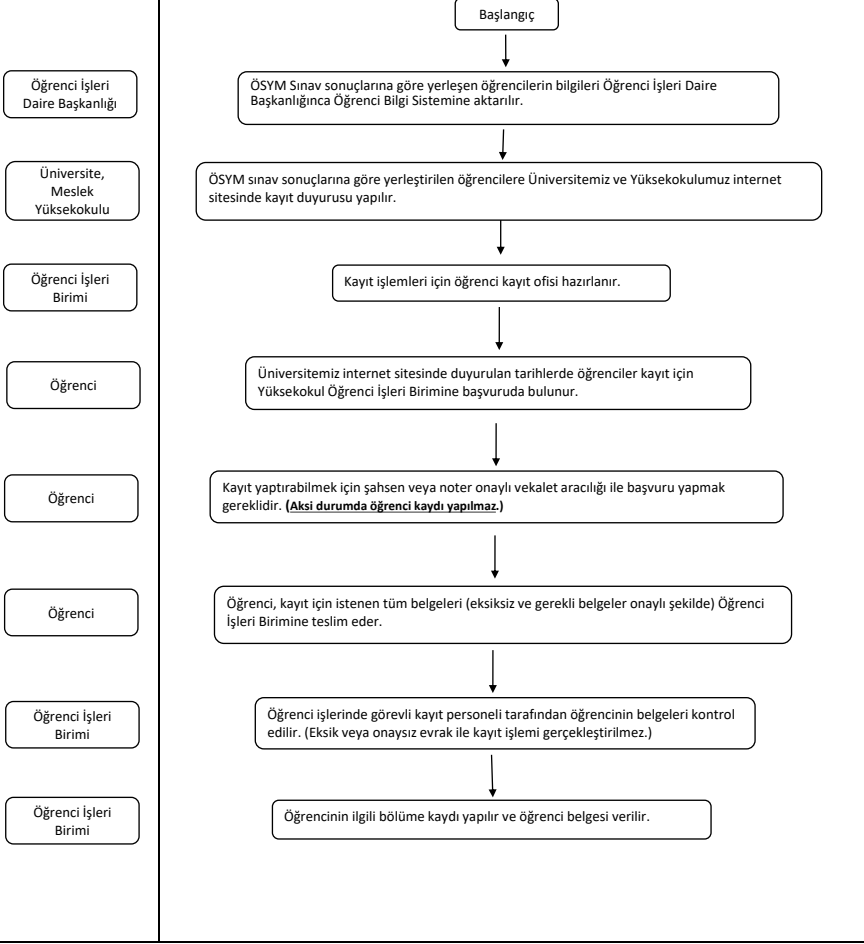 Başlangıç
Öğrenci İşleri
Daire Başkanlığı
ÖSYM Sınav sonuçlarına göre yerleşen öğrencilerin bilgileri Öğrenci İşleri Daire
Başkanlığınca Öğrenci Bilgi Sistemine aktarılır.
Üniversite,
Meslek
Yüksekokulu
ÖSYM sınav sonuçlarına göre yerleştirilen öğrencilere Üniversitemiz ve Yüksekokulumuz internet
sitesinde kayıt duyurusu yapılır.
Öğrenci İşleri
Birimi
Kayıt işlemleri için öğrenci kayıt ofisi hazırlanır.
Öğrenci
Üniversitemiz internet sitesinde duyurulan tarihlerde öğrenciler kayıt için
Yüksekokul Öğrenci İşleri Birimine başvuruda bulunur.
Öğrenci
Kayıt yaptırabilmek için şahsen veya noter onaylı vekalet aracılığı ile başvuru yapmak
gereklidir. (Aksi durumda öğrenci kaydı yapılmaz.)
Öğrenci
Öğrenci, kayıt için istenen tüm belgeleri (eksiksiz ve gerekli belgeler onaylı şekilde) Öğrenci
İşleri Birimine teslim eder.
Öğrenci İşleri
Birimi
Öğrenci işlerinde görevli kayıt personeli tarafından öğrencinin belgeleri kontrol
edilir. (Eksik veya onaysız evrak ile kayıt işlemi gerçekleştirilmez.)
Öğrenci İşleri
Birimi
Öğrencinin ilgili bölüme kaydı yapılır ve öğrenci belgesi verilir.